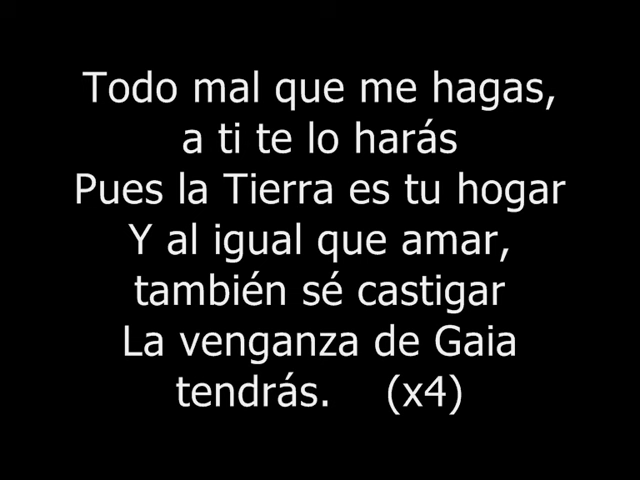 Todo mal que me hagas,
a ti te lo harás
Pues la Tierra es tu hogar
Y al igual que amar,
también sé castigar
La venganza de Gaia
tendrás. (x4)